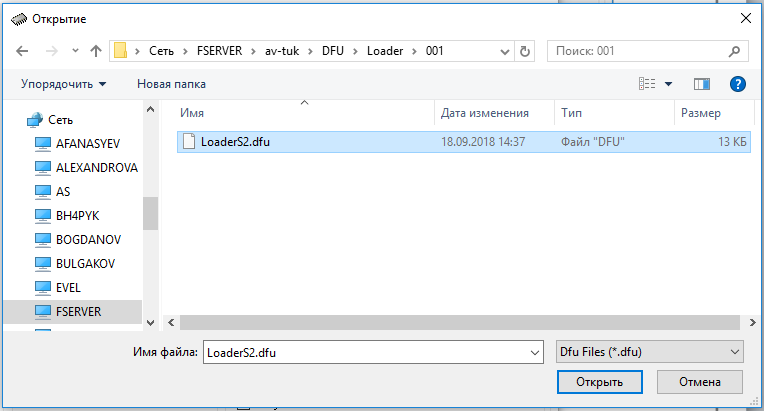 Открытие
Сеть FSERVER av-tuk DFU Loader 001 Поиск: 001
Упорядочить Новая папка
Имя Дата изменения Тип Размер
LoaderS2.dfu 18.09.2018 14:37 Файл "DFU" 13 КБ
Сеть
AFANASYEV
ALEXANDROVA
AS
BH4PYK
BOGDANOV
BULGAKOV
EVEL
FSERVER
Имя файла: LoaderS2.dfu Dfu Files (*.dfu)
Открыть Отмена